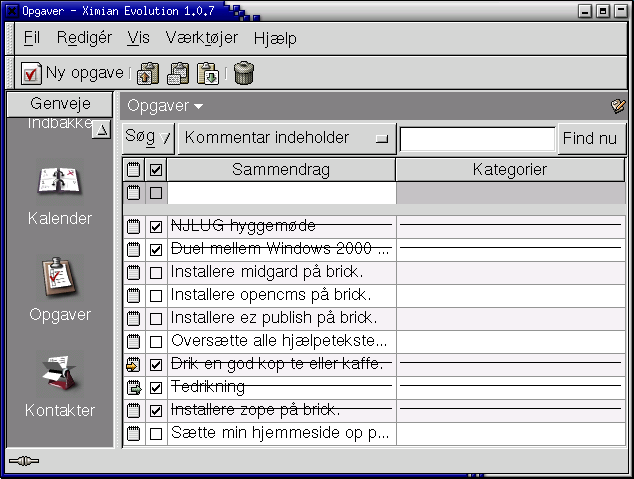 Opgaver - Ximian Evolution 1.0.7
Fil Redigér Vis Værktøjer Hjælp
Ny opgave
Genveje
Indbakke
Kalender
Opgaver
Kontakter
Opgaver
Søg Kommentar indeholder Find nu
Sammendrag Kategorier
NJLUG hyggemøde
Duel mellem Windows 2000 ...
Installere midgard på brick.
Installere opencms på brick.
Installere ez publish på brick.
Oversætte alle hjælpetekste...
Drik en god kop te eller kaffe.
Tedrikning
Installere zope på brick.
Sætte min hjemmeside op p...